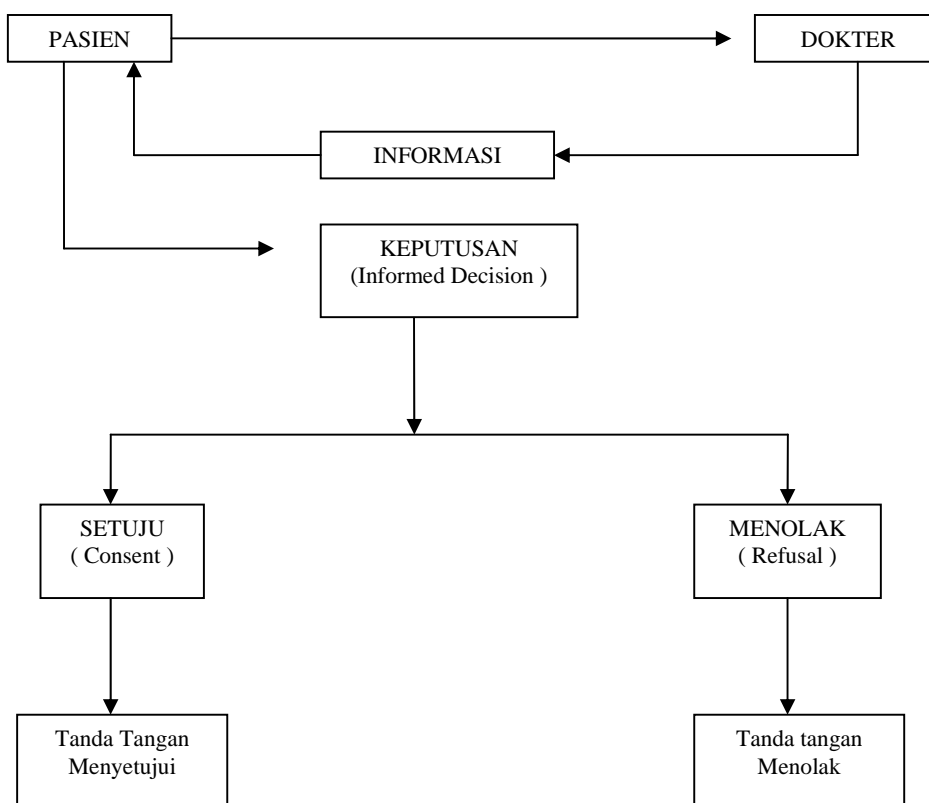 PASIEN
DOKTER
INFORMASI
KEPUTUSAN
(Informed Decision )
SETUJU
( Consent )
MENOLAK
( Refusal )
Tanda Tangan
Menyetujui
Tanda tangan
Menolak